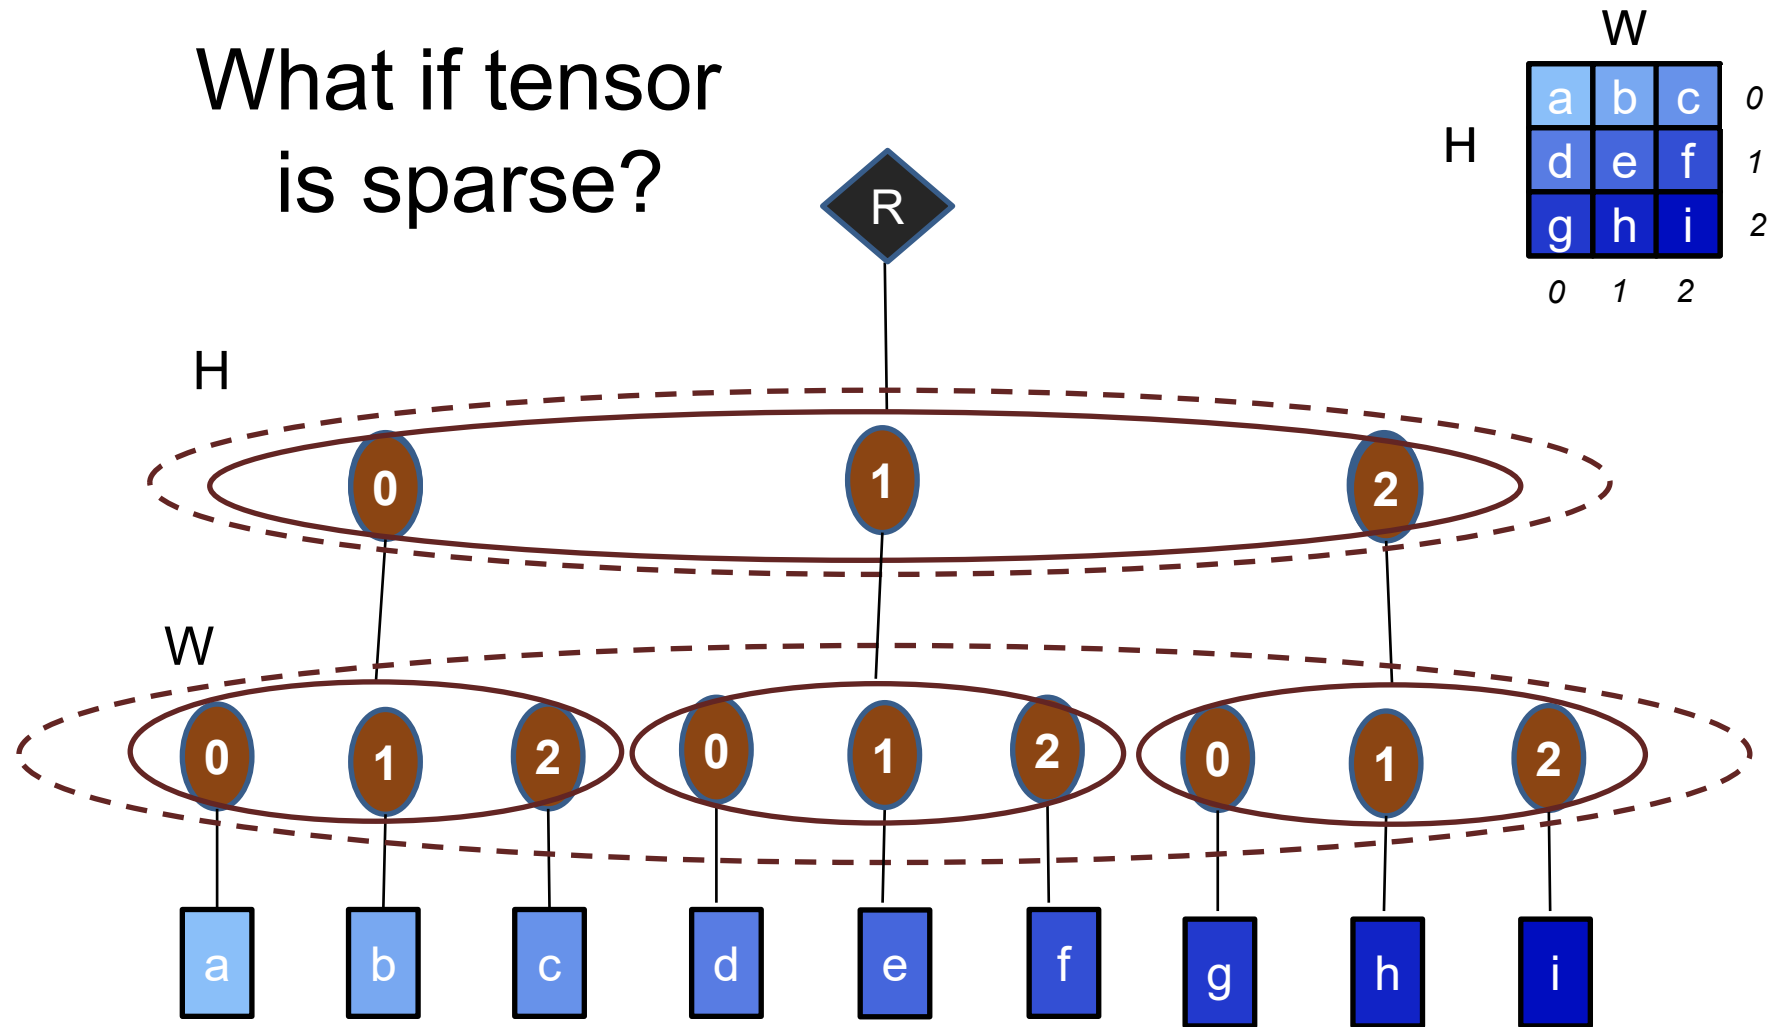 What if tensor
is sparse?
W
a b c 0
H
d e f 1
g h i 2
0 1 2
R
H
0 1 2
W
0 1 2 0 1 2 0 1 2
a b c d e f g h i